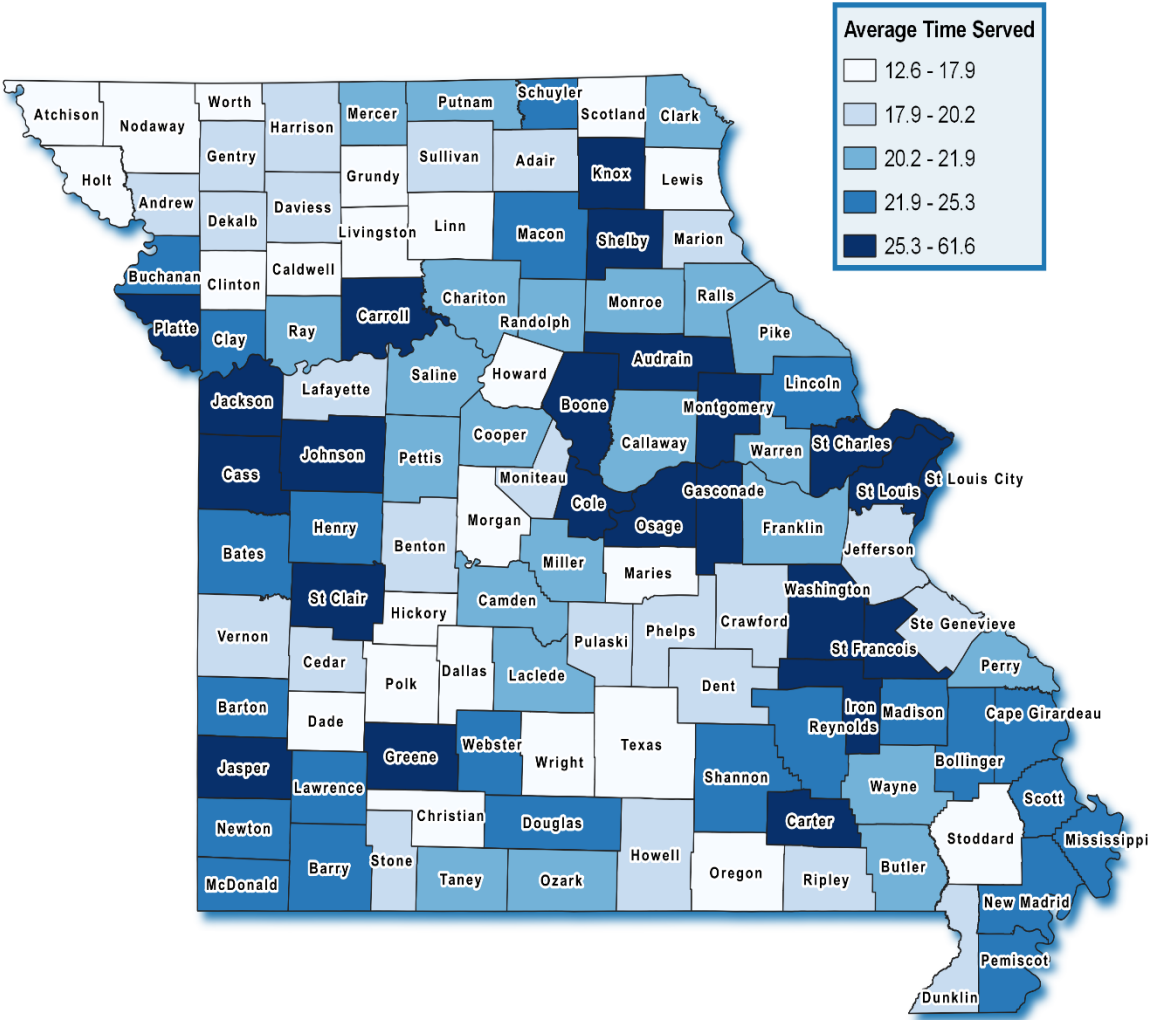 Average Time Served
12.6 - 17.9
17.9 - 20.2
20.2 - 21.9
21.9 - 25.3
25.3 - 61.6
Atchison
Nodaway
Worth
Harrison
Mercer
Putnam
Schuyler
Scotland
Clark
Holt
Andrew
Gentry
Dekalb
Daviess
Grundy
Sullivan
Adair
Knox
Lewis
Livingston
Linn
Macon
Shelby
Marion
Buchanan
Clinton
Caldwell
Platte
Clay
Ray
Carroll
Chariton
Randolph
Monroe
Ralls
Pike
Jackson
Lafayette
Saline
Howard
Boone
Audrain
Montgomery
Lincoln
Cass
Johnson
Pettis
Cooper
Moniteau
Callaway
Warren
St Charles
St Louis
St Louis City
Cole
Osage
Gasconade
Franklin
Jefferson
Bates
Henry
Benton
Morgan
Miller
Maries
St Clair
Hickory
Camden
Pulaski
Phelps
Crawford
Washington
Ste Genevieve
St Francois
Perry
Vernon
Cedar
Polk
Dallas
Laclede
Dent
Iron
Reynolds
Madison
Cape Girardeau
Bollinger
Barton
Dade
Greene
Webster
Wright
Texas
Shannon
Wayne
Scott
Mississippi
Jasper
Lawrence
Christian
Douglas
Carter
Stoddard
Newton
McDonald
Barry
Stone
Taney
Ozark
Howell
Oregon
Ripley
Butler
New Madrid
Pemiscot
Dunklin